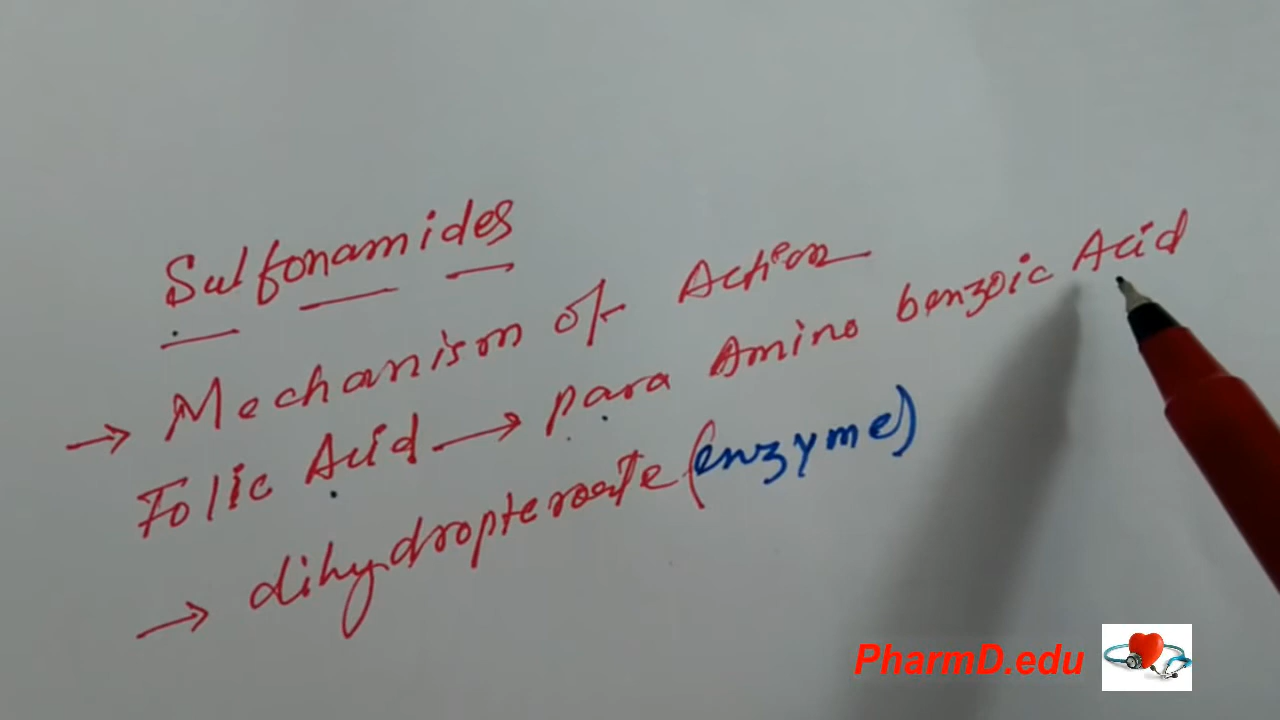 Sulfonamides
→ Mechanism of Action
Folic Acid → para Amino benzoic Acid
→ dihydropteroate (enzyme)
PharmD.edu